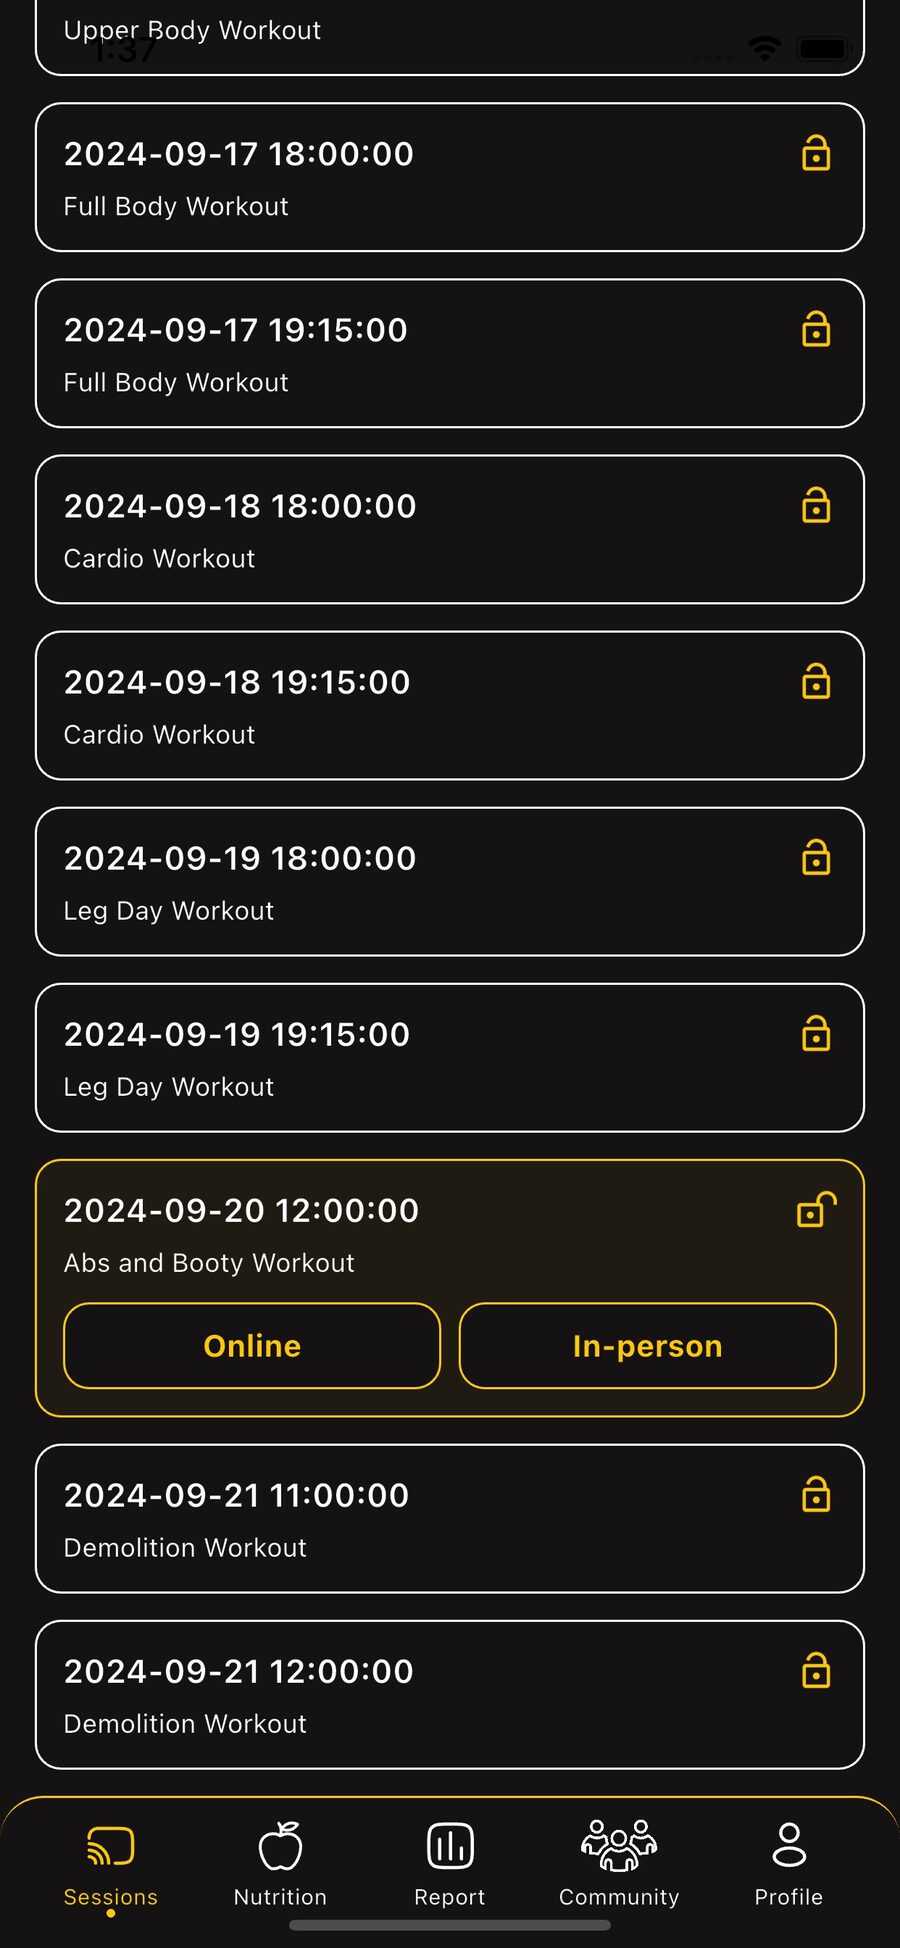 Upper Body Workout
1:37
2024-09-17 18:00:00
Full Body Workout
2024-09-17 19:15:00
Full Body Workout
2024-09-18 18:00:00
Cardio Workout
2024-09-18 19:15:00
Cardio Workout
2024-09-19 18:00:00
Leg Day Workout
2024-09-19 19:15:00
Leg Day Workout
2024-09-20 12:00:00
Abs and Booty Workout
Online
In-person
2024-09-21 11:00:00
Demolition Workout
2024-09-21 12:00:00
Demolition Workout
Sessions
Nutrition
Report
Community
Profile